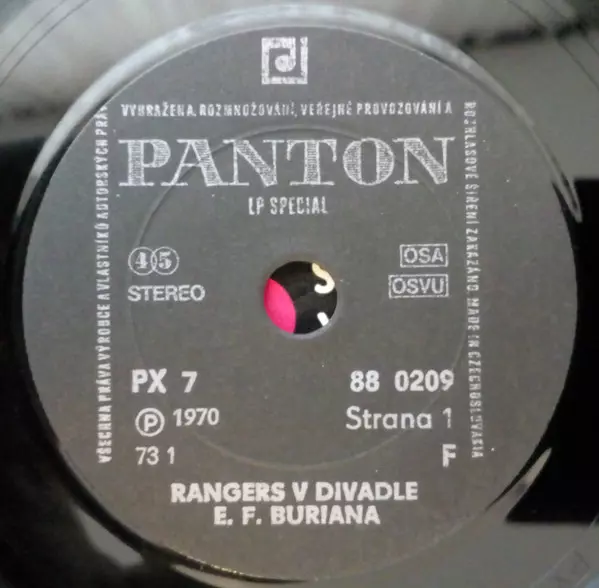 VŠECHNA PRÁVA VÝROBCE A VLASTNÍKŮ AUTORSKÝCH PRÁV
VYHRAŽENA, ROZMNOŽOVÁNÍ, VEŘEJNÉ PROVOZOVÁNÍ A
ROZHLASOVÉ ŠÍŘENÍ ZAKÁZÁNO. MADE IN CZECHOSLOVAKIA
PANTON
LP SPECIAL
45
STEREO
OSA
OSVU
PX 7
88 0209
Ⓟ 1970
Strana 1
73 1
F
RANGERS V DIVADLE
E. F. BURIANA